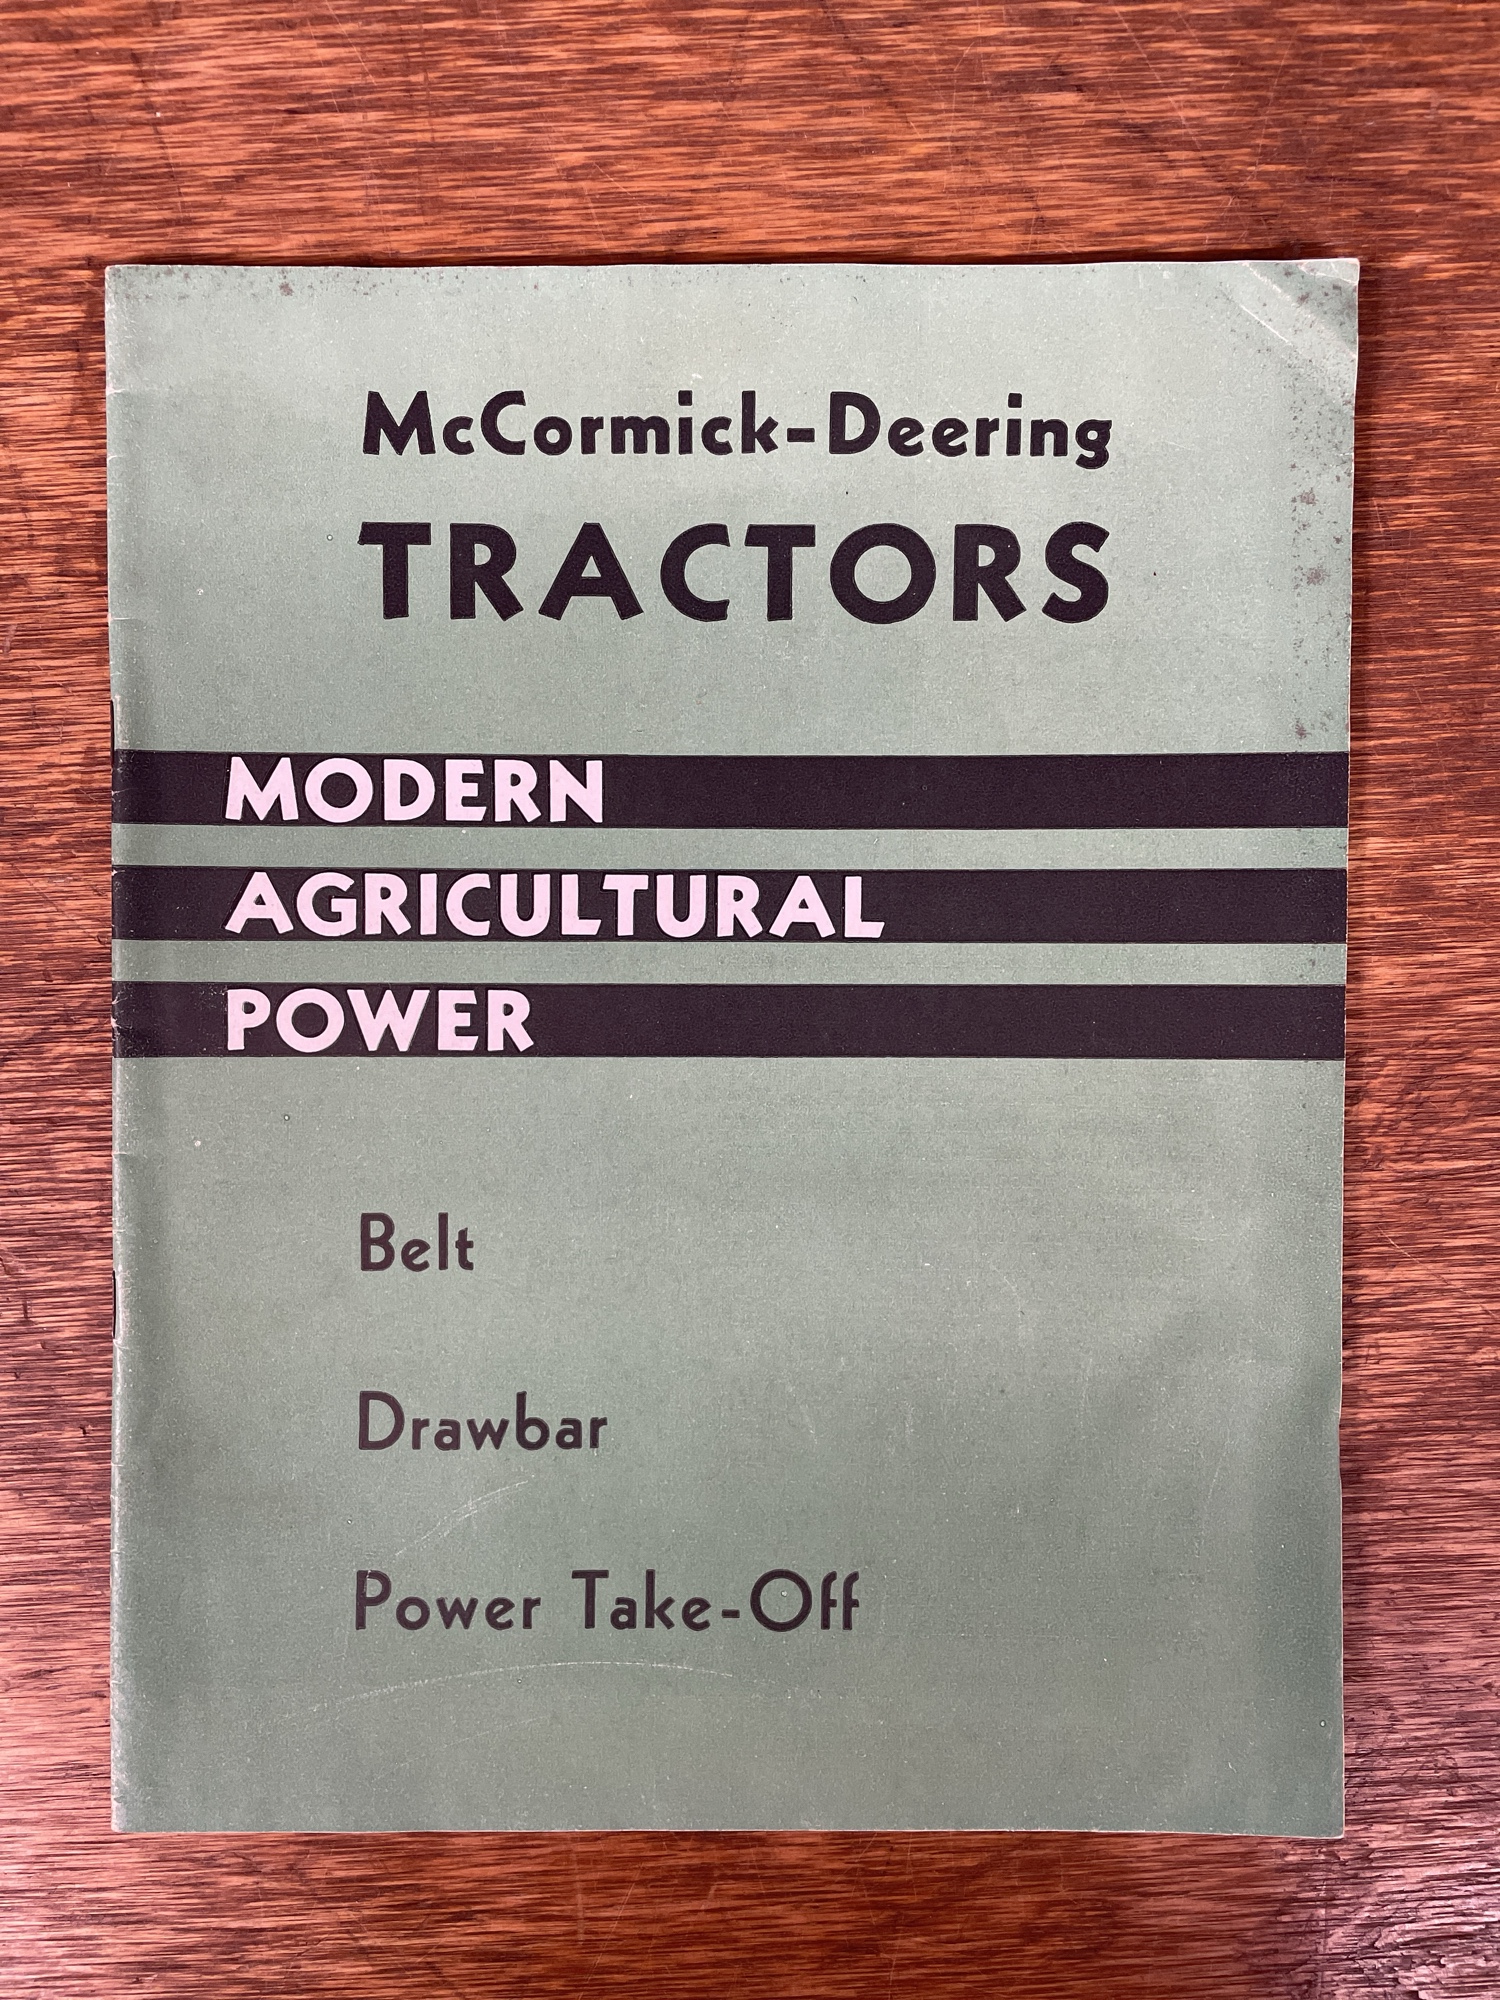 McCormick-Deering
TRACTORS
MODERN
AGRICULTURAL
POWER
Belt
Drawbar
Power Take-Off